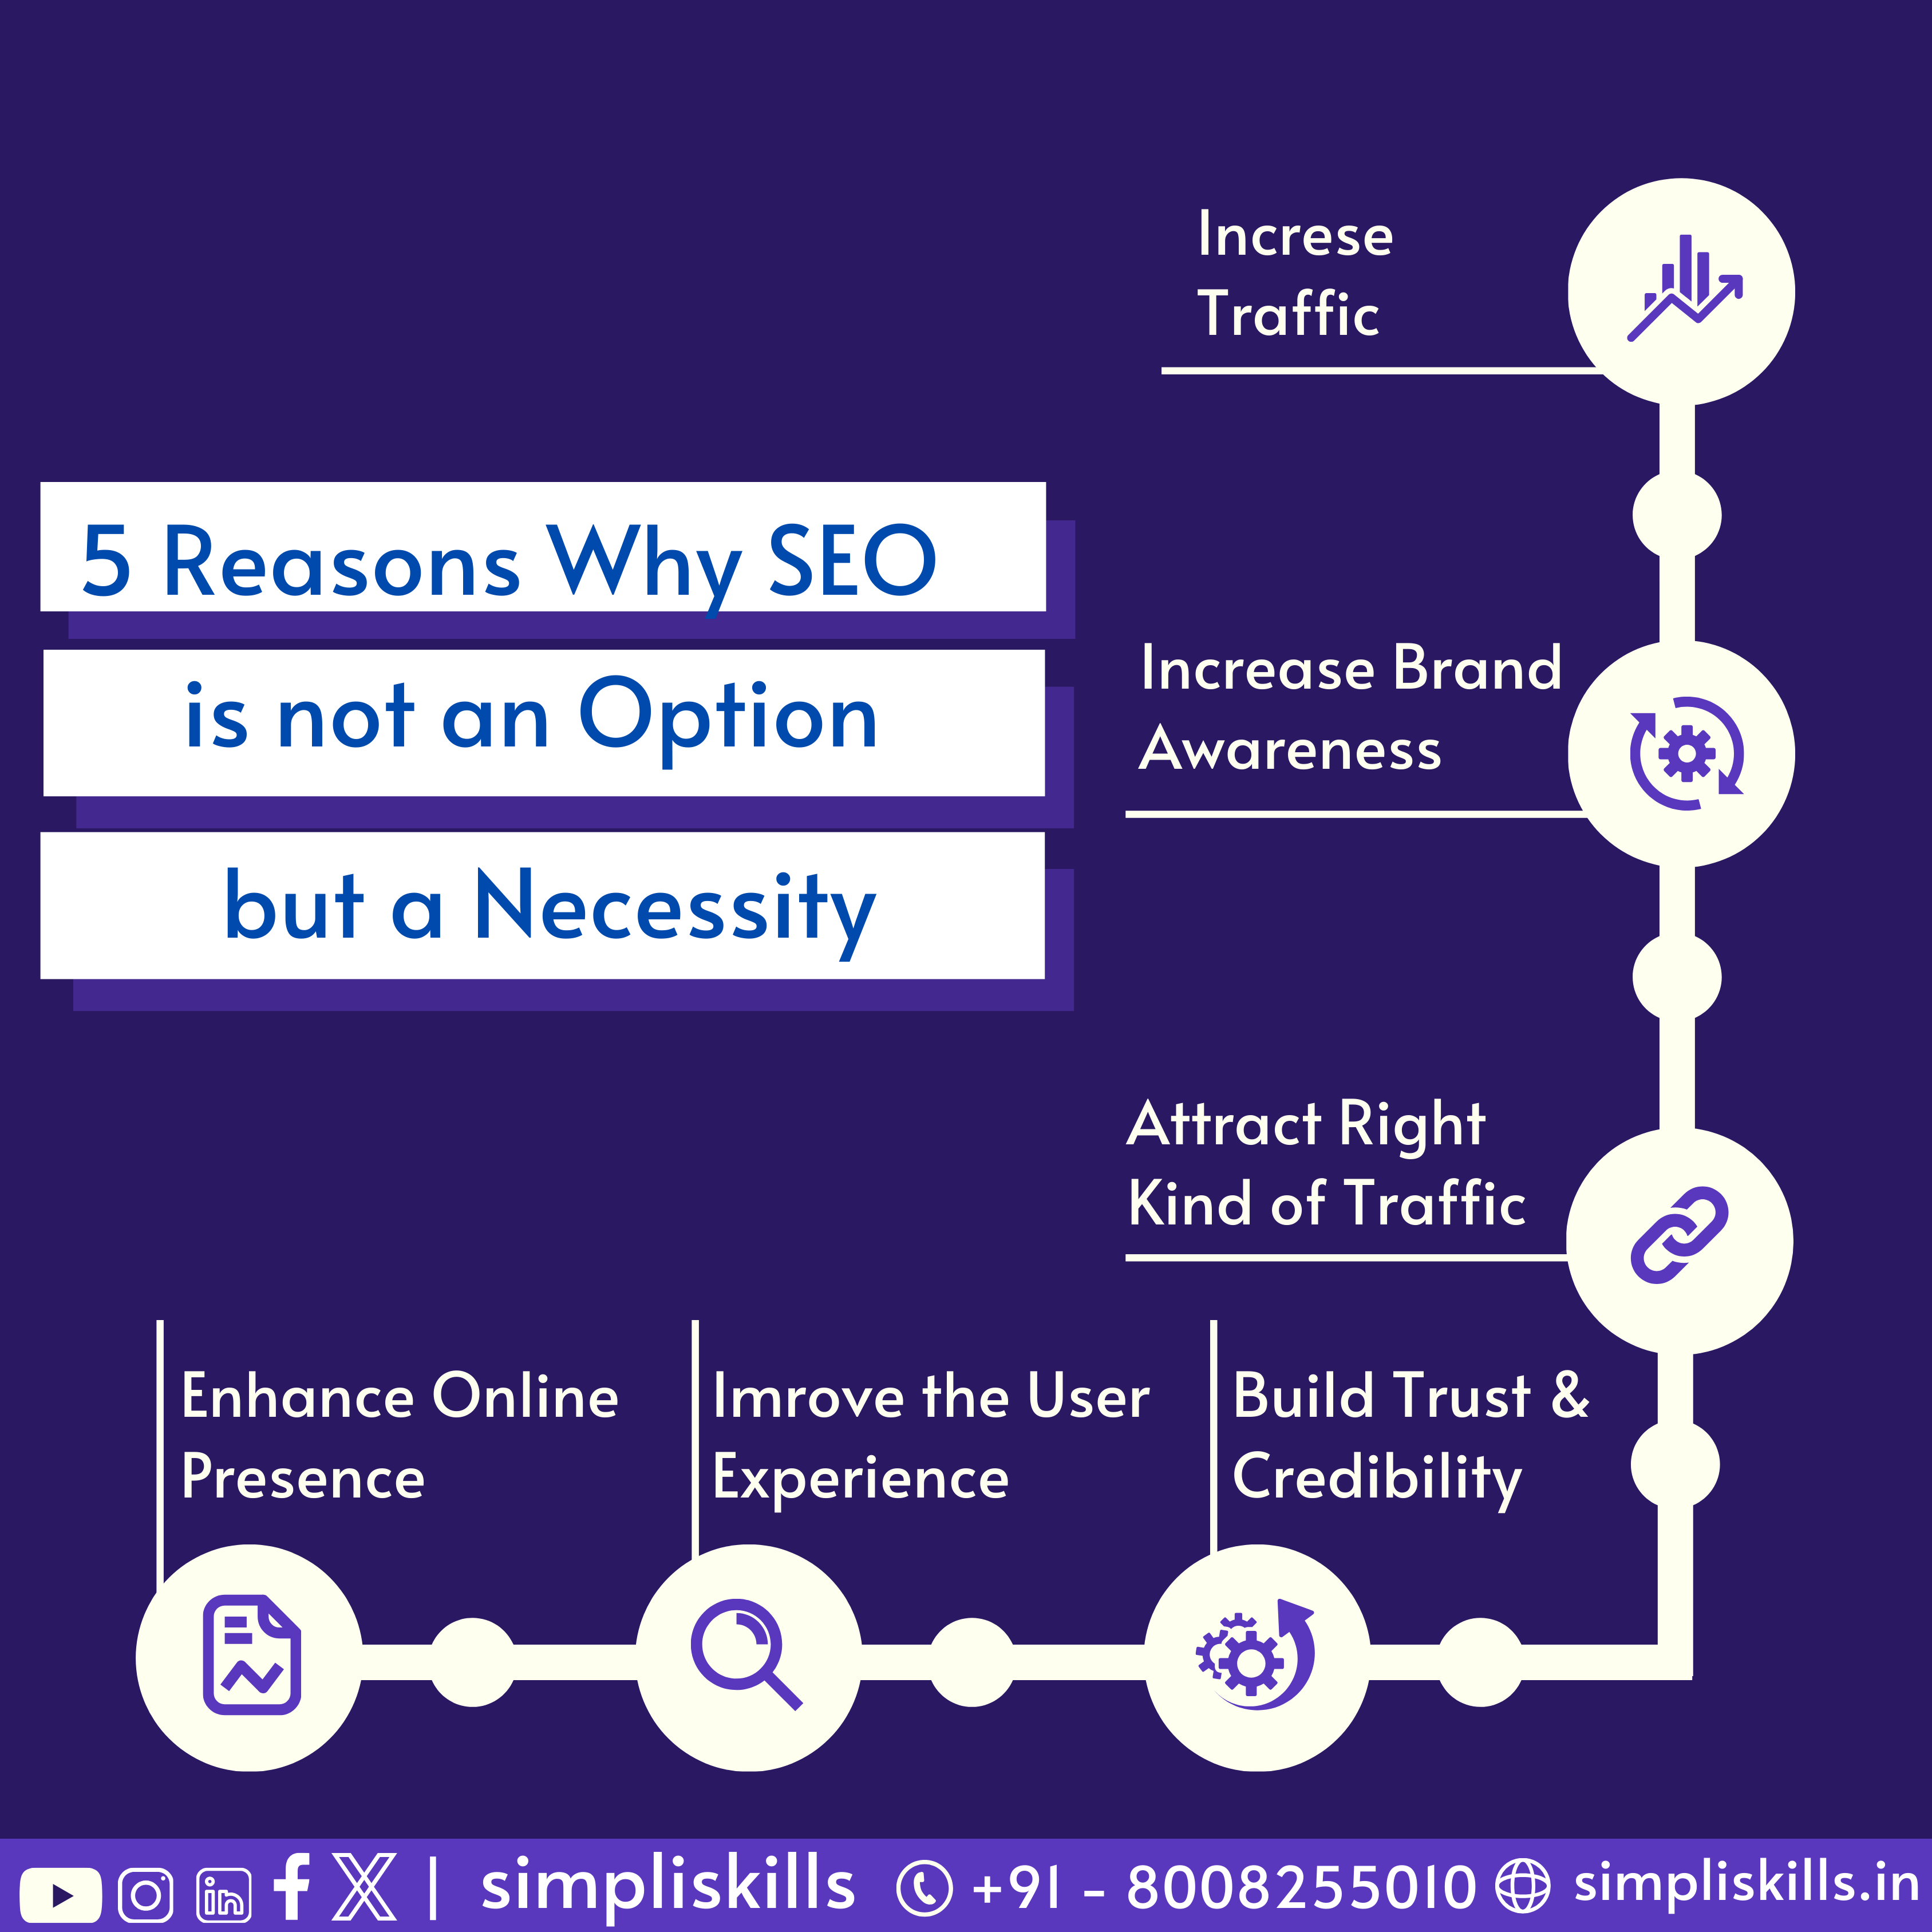 5 Reasons Why SEO
is not an Option
but a Necessity
Increse
Traffic
Increase Brand
Awareness
Attract Right
Kind of Traffic
Enhance Online
Presence
Imrove the User
Experience
Build Trust &
Credibility
in f X | simpliskills +91 - 8008255010 simpliskills.in